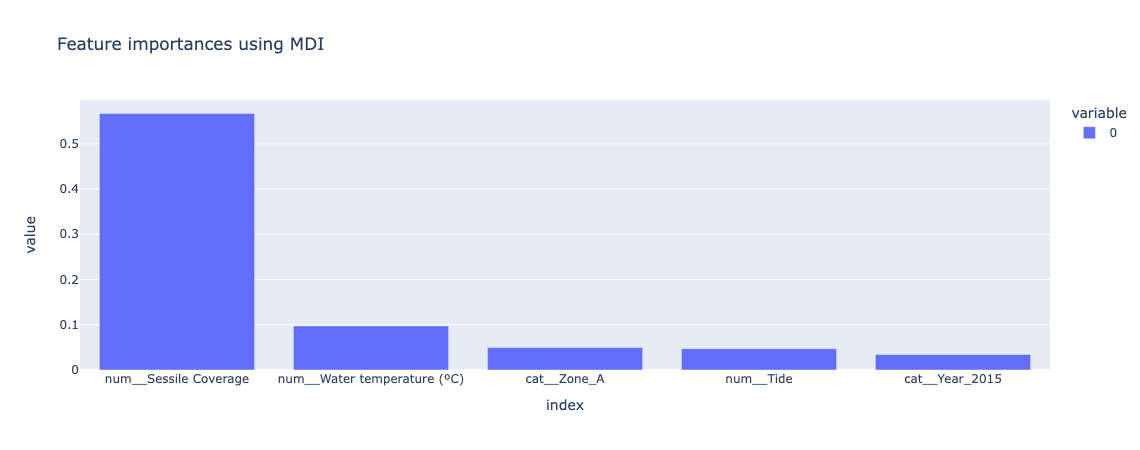 Feature importances using MDI
variable
0
value
0.5
0.4
0.3
0.2
0.1
0
num__Sessile Coverage
num__Water temperature (ºC)
cat__Zone_A
num__Tide
cat__Year_2015
index